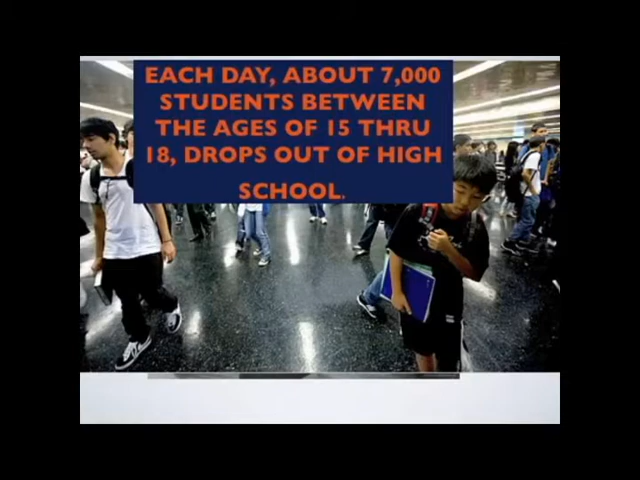 EACH DAY, ABOUT 7,000
STUDENTS BETWEEN
THE AGES OF 15 THRU
18, DROPS OUT OF HIGH
SCHOOL.